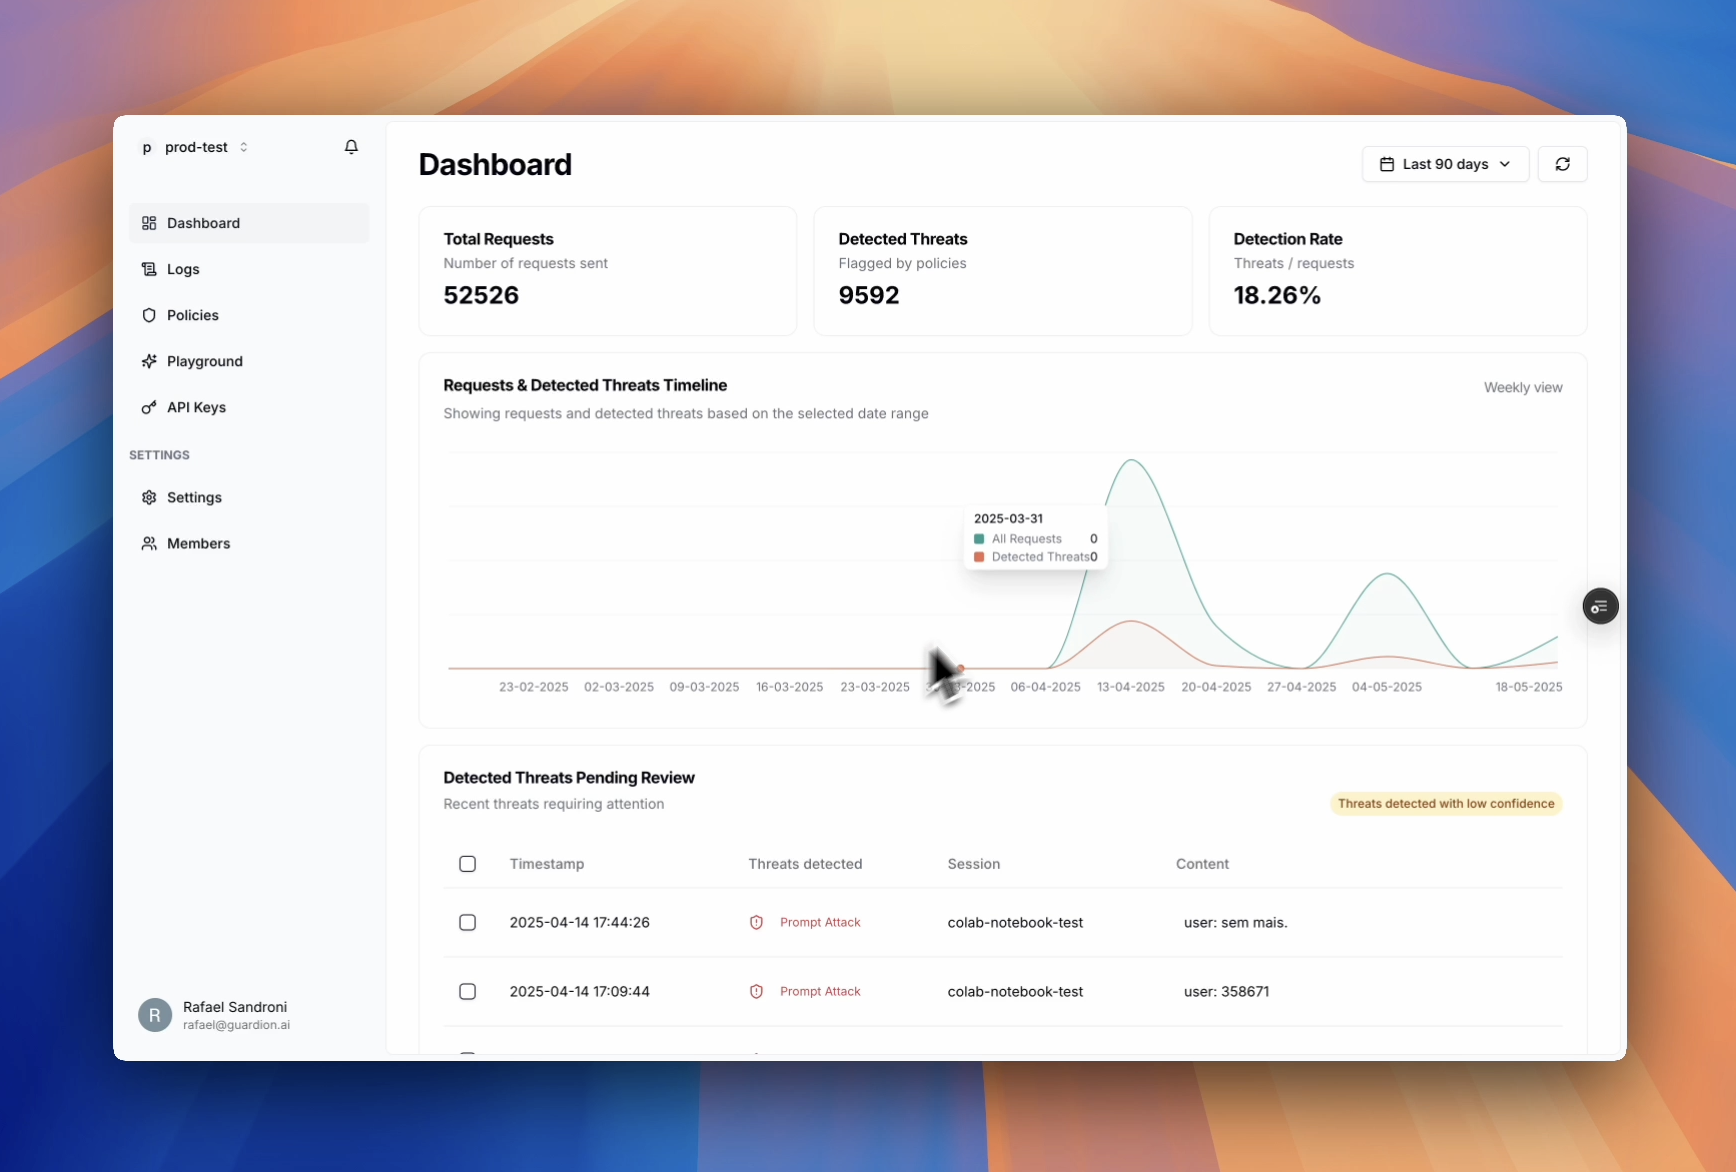 p prod-test
Dashboard
Logs
Policies
Playground
API Keys
SETTINGS
Settings
Members
R
Rafael Sandroni
rafael@guardion.ai
Dashboard
Last 90 days
Total Requests
Number of requests sent
52526
Detected Threats
Flagged by policies
9592
Detection Rate
Threats / requests
18.26%
Requests & Detected Threats Timeline
Weekly view
Showing requests and detected threats based on the selected date range
2025-03-31
All Requests 0
Detected Threats 0
23-02-2025 02-03-2025 09-03-2025 16-03-2025 23-03-2025 06-04-2025 13-04-2025 20-04-2025 27-04-2025 04-05-2025 18-05-2025
Detected Threats Pending Review
Recent threats requiring attention
Threats detected with low confidence
Timestamp Threats detected Session Content
2025-04-14 17:44:26 Prompt Attack colab-notebook-test user: sem mais.
2025-04-14 17:09:44 Prompt Attack colab-notebook-test user: 358671